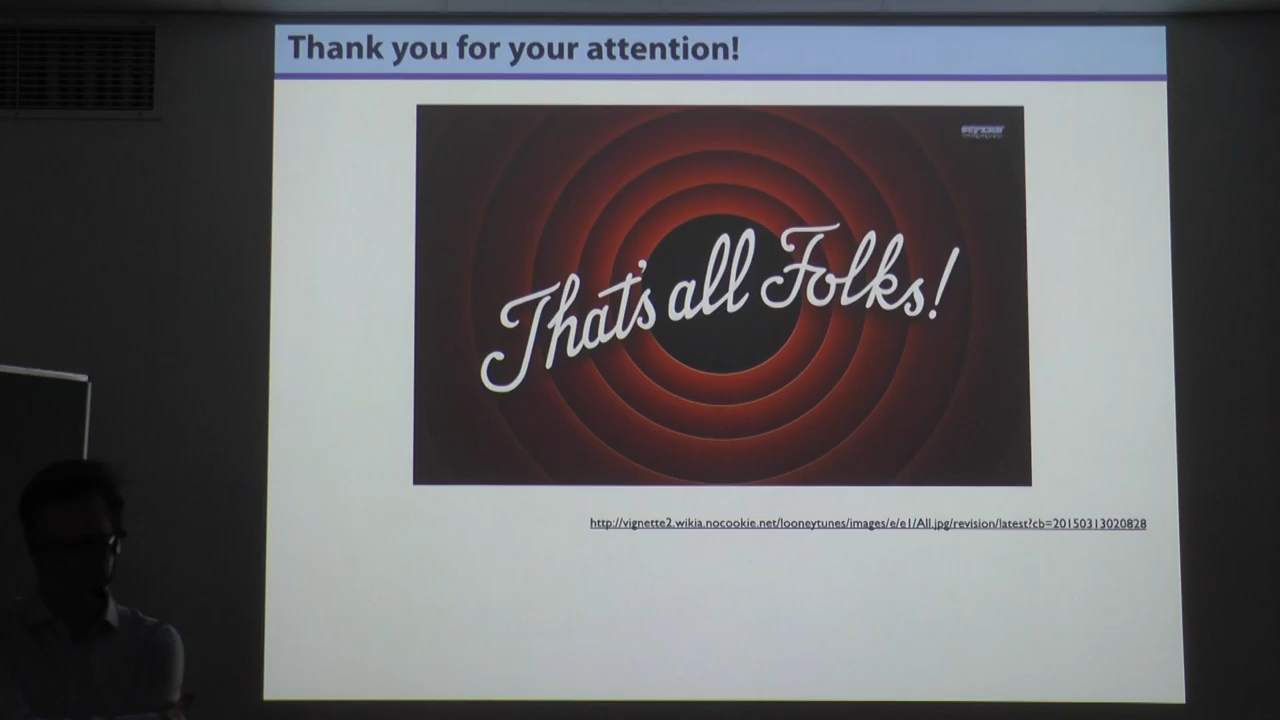 Thank you for your attention!
That's all Folks!
http://vignette2.wikia.nocookie.net/looneytunes/images/e/e1/All.jpg/revision/latest?cb=20150313020828